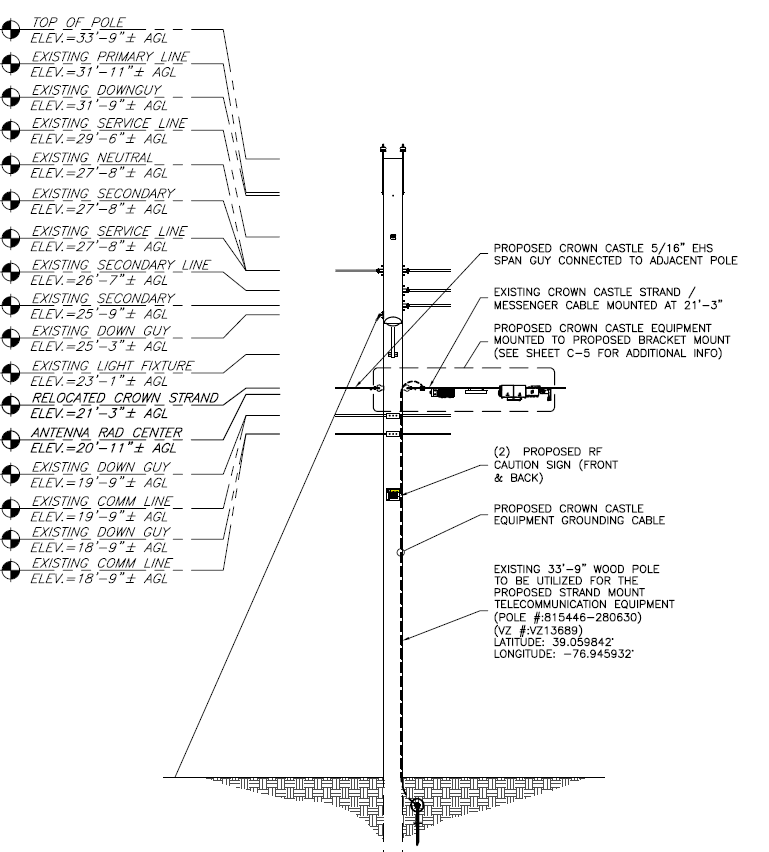 TOP OF POLE
ELEV.=33'-9"± AGL
EXISTING PRIMARY LINE
ELEV.=31'-11"± AGL
EXISTING DOWNGUY
ELEV.=31'-9"± AGL
EXISTING SERVICE LINE
ELEV.=29'-6"± AGL
EXISTING NEUTRAL
ELEV.=27'-8"± AGL
EXISTING SECONDARY
ELEV.=27'-8"± AGL
EXISTING SERVICE LINE
ELEV.=27'-8"± AGL
EXISTING SECONDARY LINE
ELEV.=26'-7"± AGL
EXISTING SECONDARY
ELEV.=25'-9"± AGL
EXISTING DOWN GUY
ELEV.=25'-3"± AGL
EXISTING LIGHT FIXTURE
ELEV.=23'-1"± AGL
RELOCATED CROWN STRAND
ELEV.=21'-3"± AGL
ANTENNA RAD CENTER
ELEV.=20'-11"± AGL
EXISTING DOWN GUY
ELEV.=19'-9"± AGL
EXISTING COMM LINE
ELEV.=19'-9"± AGL
EXISTING DOWN GUY
ELEV.=18'-9"± AGL
EXISTING COMM LINE
ELEV.=18'-9"± AGL
PROPOSED CROWN CASTLE 5/16" EHS
SPAN GUY CONNECTED TO ADJACENT POLE
EXISTING CROWN CASTLE STRAND /
MESSENGER CABLE MOUNTED AT 21'-3"
PROPOSED CROWN CASTLE EQUIPMENT
MOUNTED TO PROPOSED BRACKET MOUNT
(SEE SHEET C-5 FOR ADDITIONAL INFO)
(2) PROPOSED RF
CAUTION SIGN (FRONT
& BACK)
PROPOSED CROWN CASTLE
EQUIPMENT GROUNDING CABLE
EXISTING 33'-9" WOOD POLE
TO BE UTILIZED FOR THE
PROPOSED STRAND MOUNT
TELECOMMUNICATION EQUIPMENT
(POLE #:815446-280630)
(VZ #:VZ13689)
LATITUDE: 39.059842°
LONGITUDE: -76.945932°